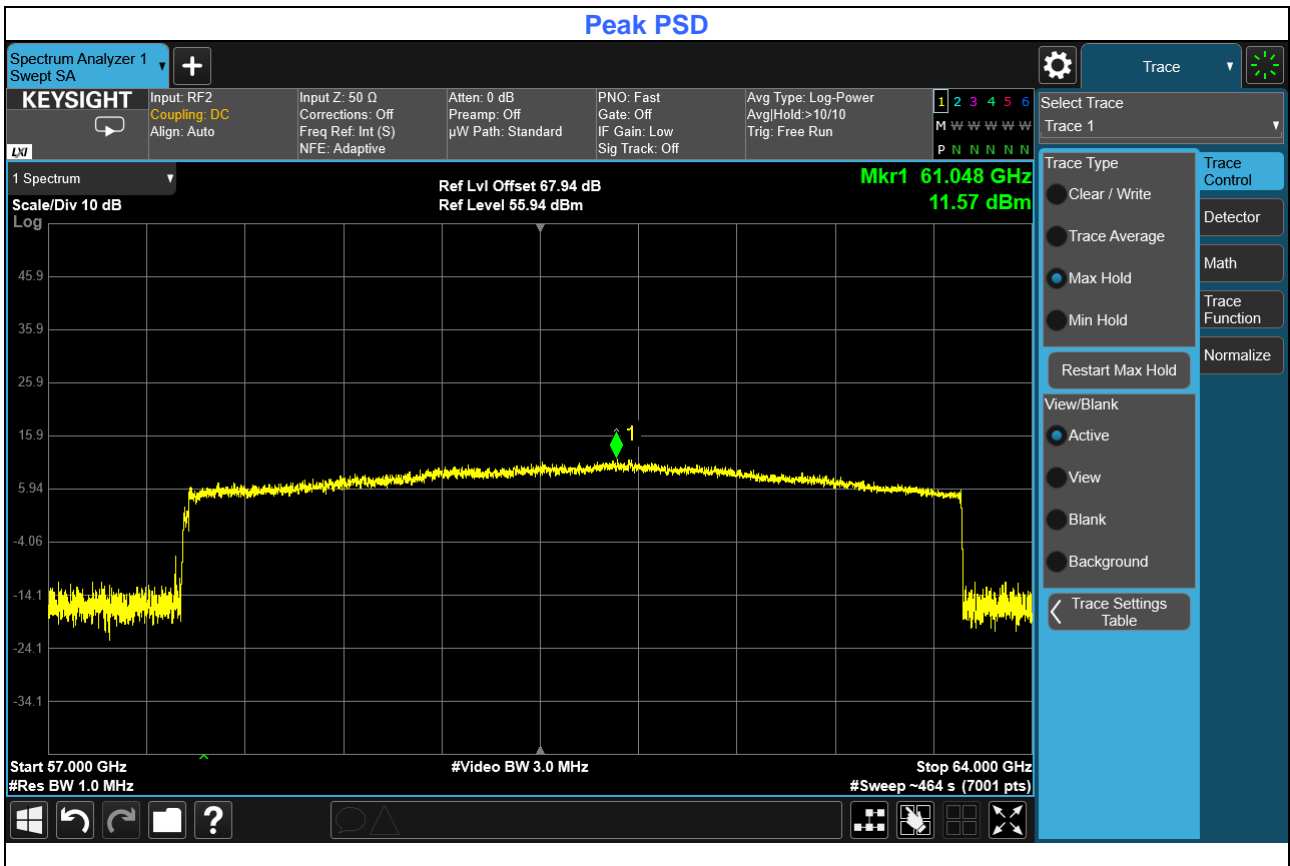 Peak PSD
Spectrum Analyzer 1
Swept SA
Trace
KEYSIGHT
LXI
Input: RF2
Coupling: DC
Align: Auto
Input Z: 50 Ω
Corrections: Off
Freq Ref: Int (S)
NFE: Adaptive
Atten: 0 dB
Preamp: Off
µW Path: Standard
PNO: Fast
Gate: Off
IF Gain: Low
Sig Track: Off
Avg Type: Log-Power
Avg|Hold:>10/10
Trig: Free Run
1 2 3 4 5 6
M W W W W W
P N N N N N
Select Trace
Trace 1
1 Spectrum
Scale/Div 10 dB
Log
Ref Lvl Offset 67.94 dB
Ref Level 55.94 dBm
Mkr1 61.048 GHz
11.57 dBm
45.9
35.9
25.9
15.9
5.94
-4.06
-14.1
-24.1
-34.1
1
Start 57.000 GHz
#Res BW 1.0 MHz
#Video BW 3.0 MHz
Stop 64.000 GHz
#Sweep ~464 s (7001 pts)
Trace Type
Clear / Write
Trace Average
Max Hold
Min Hold
Restart Max Hold
View/Blank
Active
View
Blank
Background
Trace Settings
Table
Trace
Control
Detector
Math
Trace
Function
Normalize
?